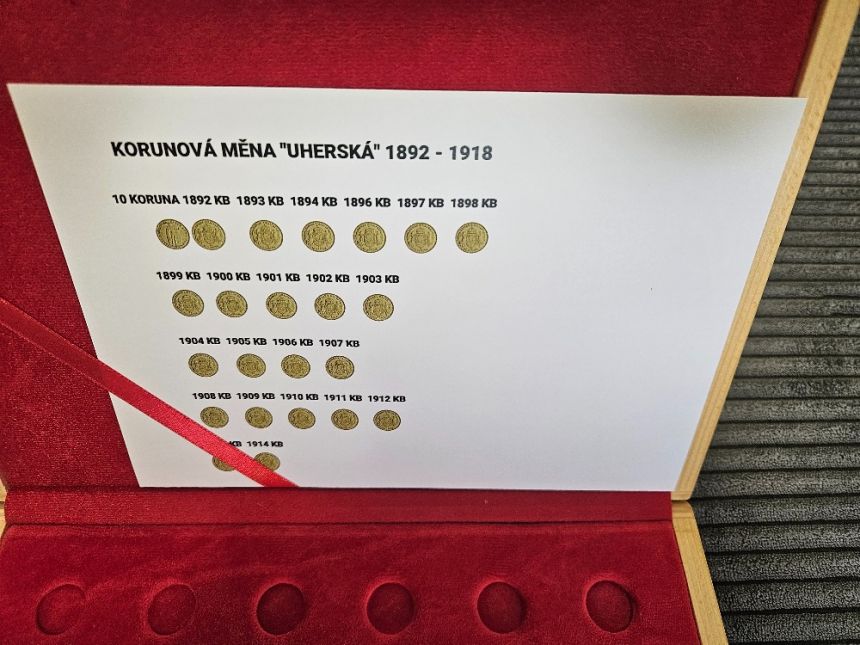 KORUNOVÁ MĚNA "UHERSKÁ" 1892 - 1918
10 KORUNA 1892 KB 1893 KB 1894 KB 1896 KB 1897 KB 1898 KB
1899 KB 1900 KB 1901 KB 1902 KB 1903 KB
1904 KB 1905 KB 1906 KB 1907 KB
1908 KB 1909 KB 1910 KB 1911 KB 1912 KB
KB 1914 KB